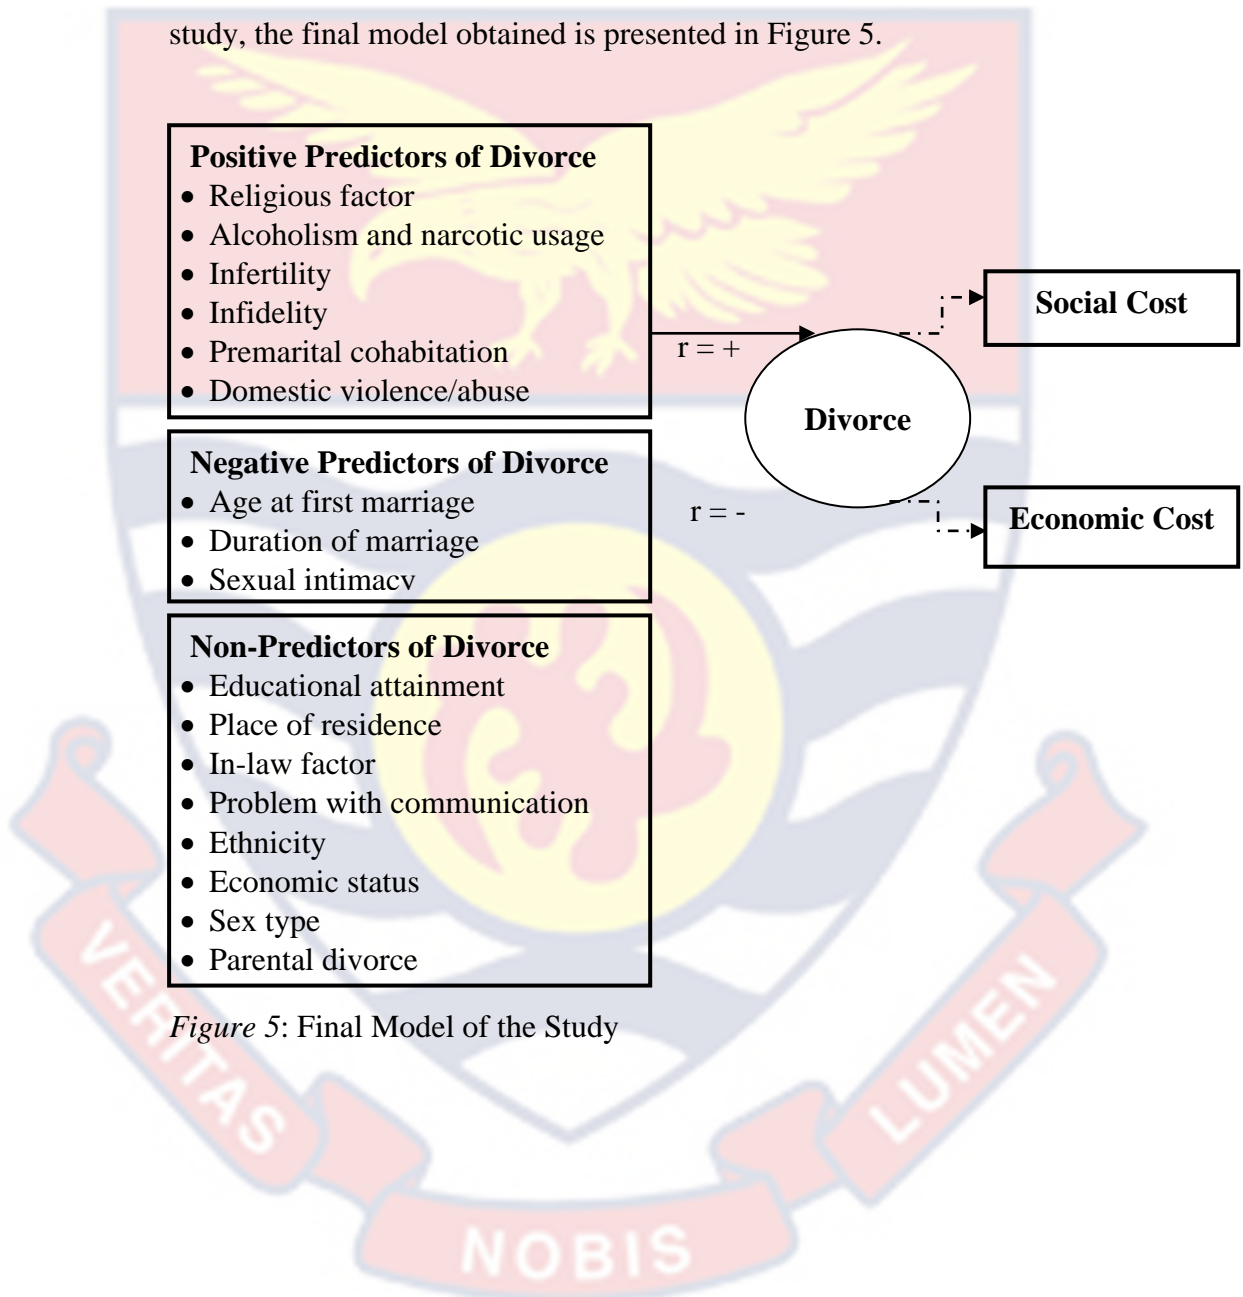 study, the final model obtained is presented in Figure 5.
Positive Predictors of Divorce
• Religious factor
• Alcoholism and narcotic usage
• Infertility
• Infidelity
• Premarital cohabitation
• Domestic violence/abuse
r = +
Divorce
Social Cost
Economic Cost
Negative Predictors of Divorce
• Age at first marriage
• Duration of marriage
• Sexual intimacy
r = -
Non-Predictors of Divorce
• Educational attainment
• Place of residence
• In-law factor
• Problem with communication
• Ethnicity
• Economic status
• Sex type
• Parental divorce
Figure 5: Final Model of the Study
VERITAS
NOBIS
LUMEN